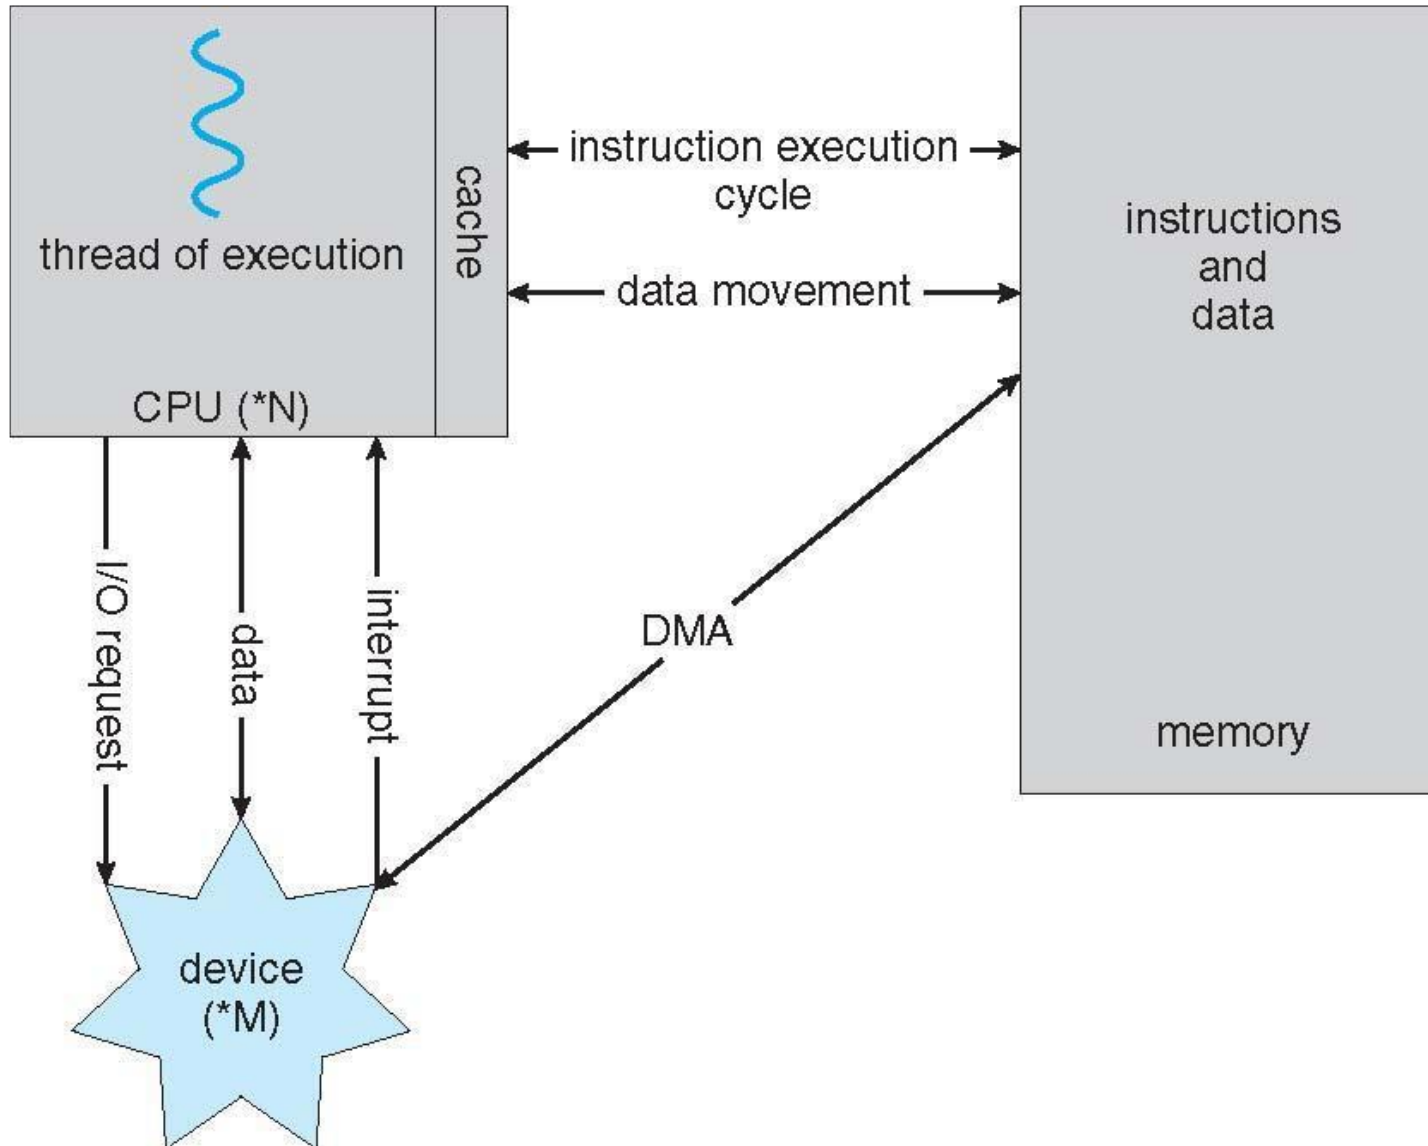 thread of execution
CPU (*N)
cache
instruction execution
cycle
data movement
instructions
and
data
memory
I/O request
data
interrupt
DMA
device
(*M)